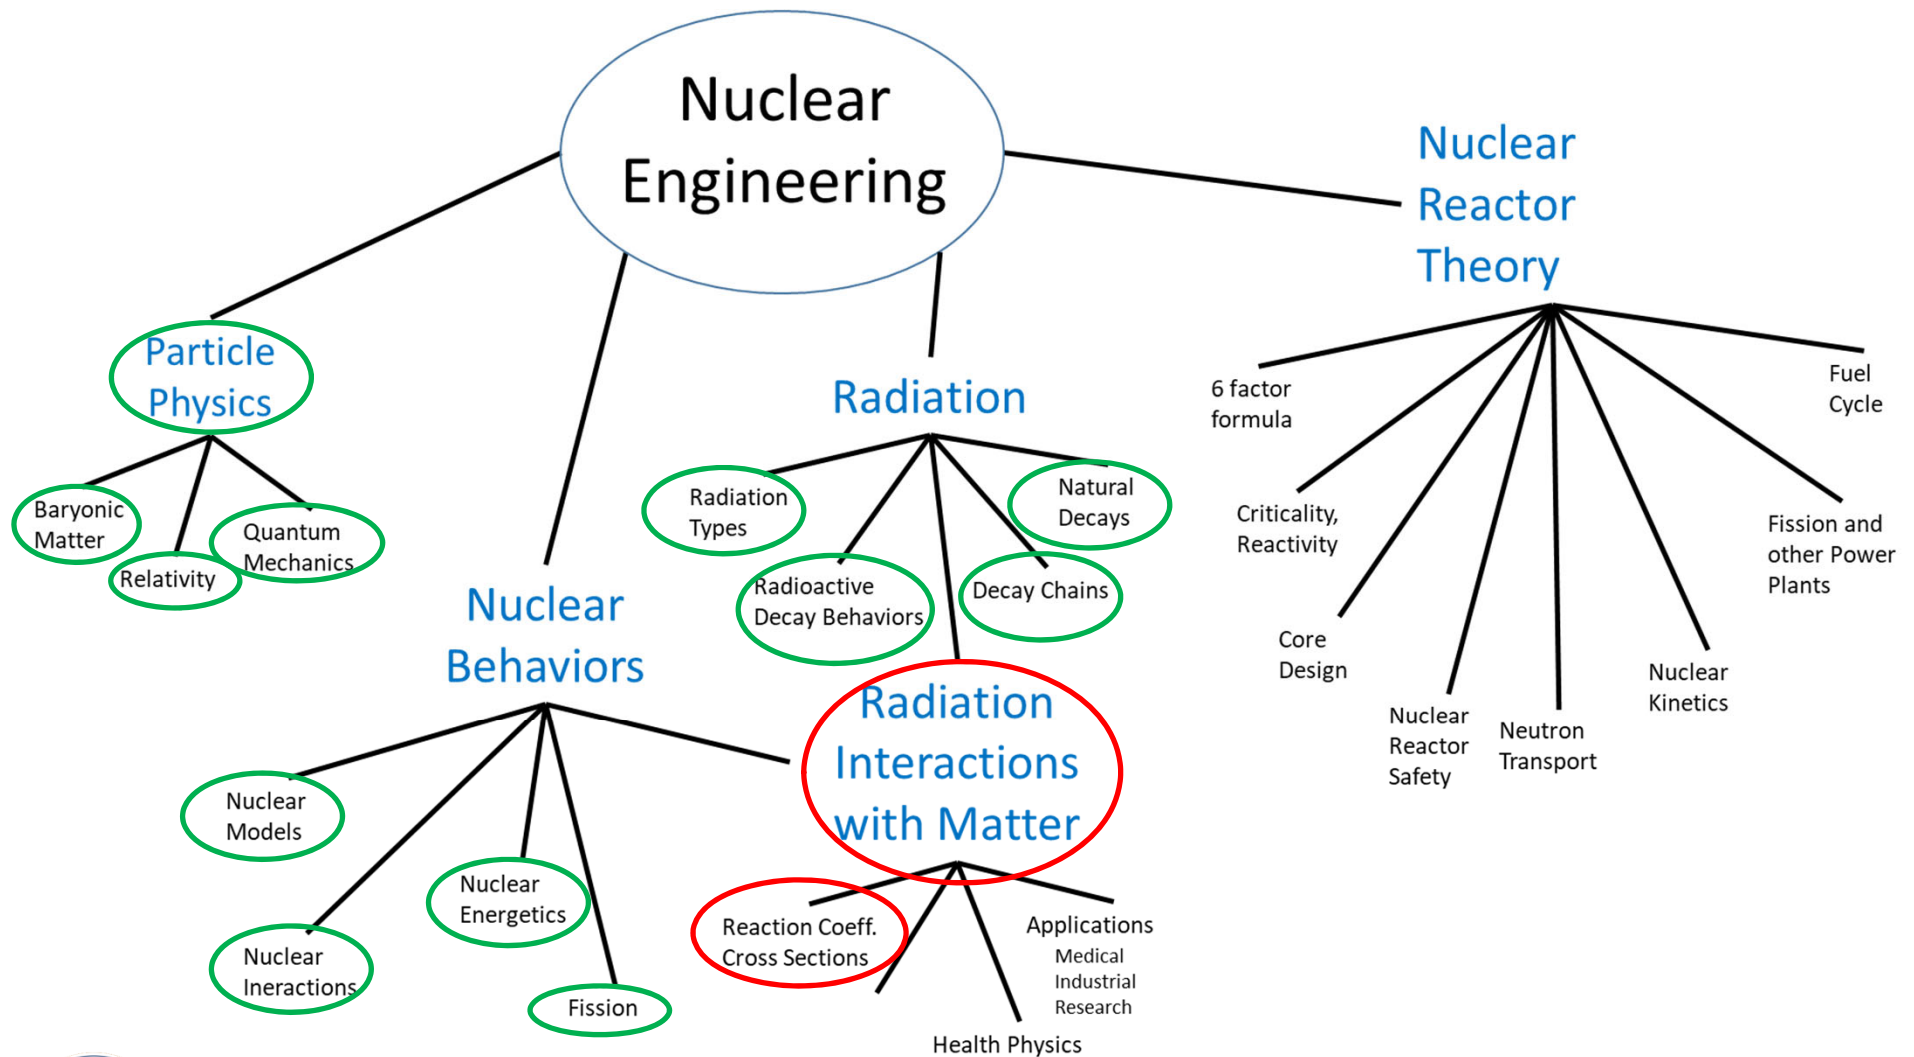 Nuclear
Engineering
Nuclear
Reactor
Theory
Particle
Physics
Baryonic
Matter
Relativity
Quantum
Mechanics
Nuclear
Behaviors
Nuclear
Models
Nuclear
Ineractions
Nuclear
Energetics
Fission
Radiation
Radiation
Types
Radioactive
Decay Behaviors
Decay Chains
Natural
Decays
Radiation
Interactions
with Matter
Reaction Coeff.
Cross Sections
Health Physics
Applications
Medical
Industrial
Research
6 factor
formula
Criticality,
Reactivity
Core
Design
Nuclear
Reactor
Safety
Neutron
Transport
Nuclear
Kinetics
Fission and
other Power
Plants
Fuel
Cycle